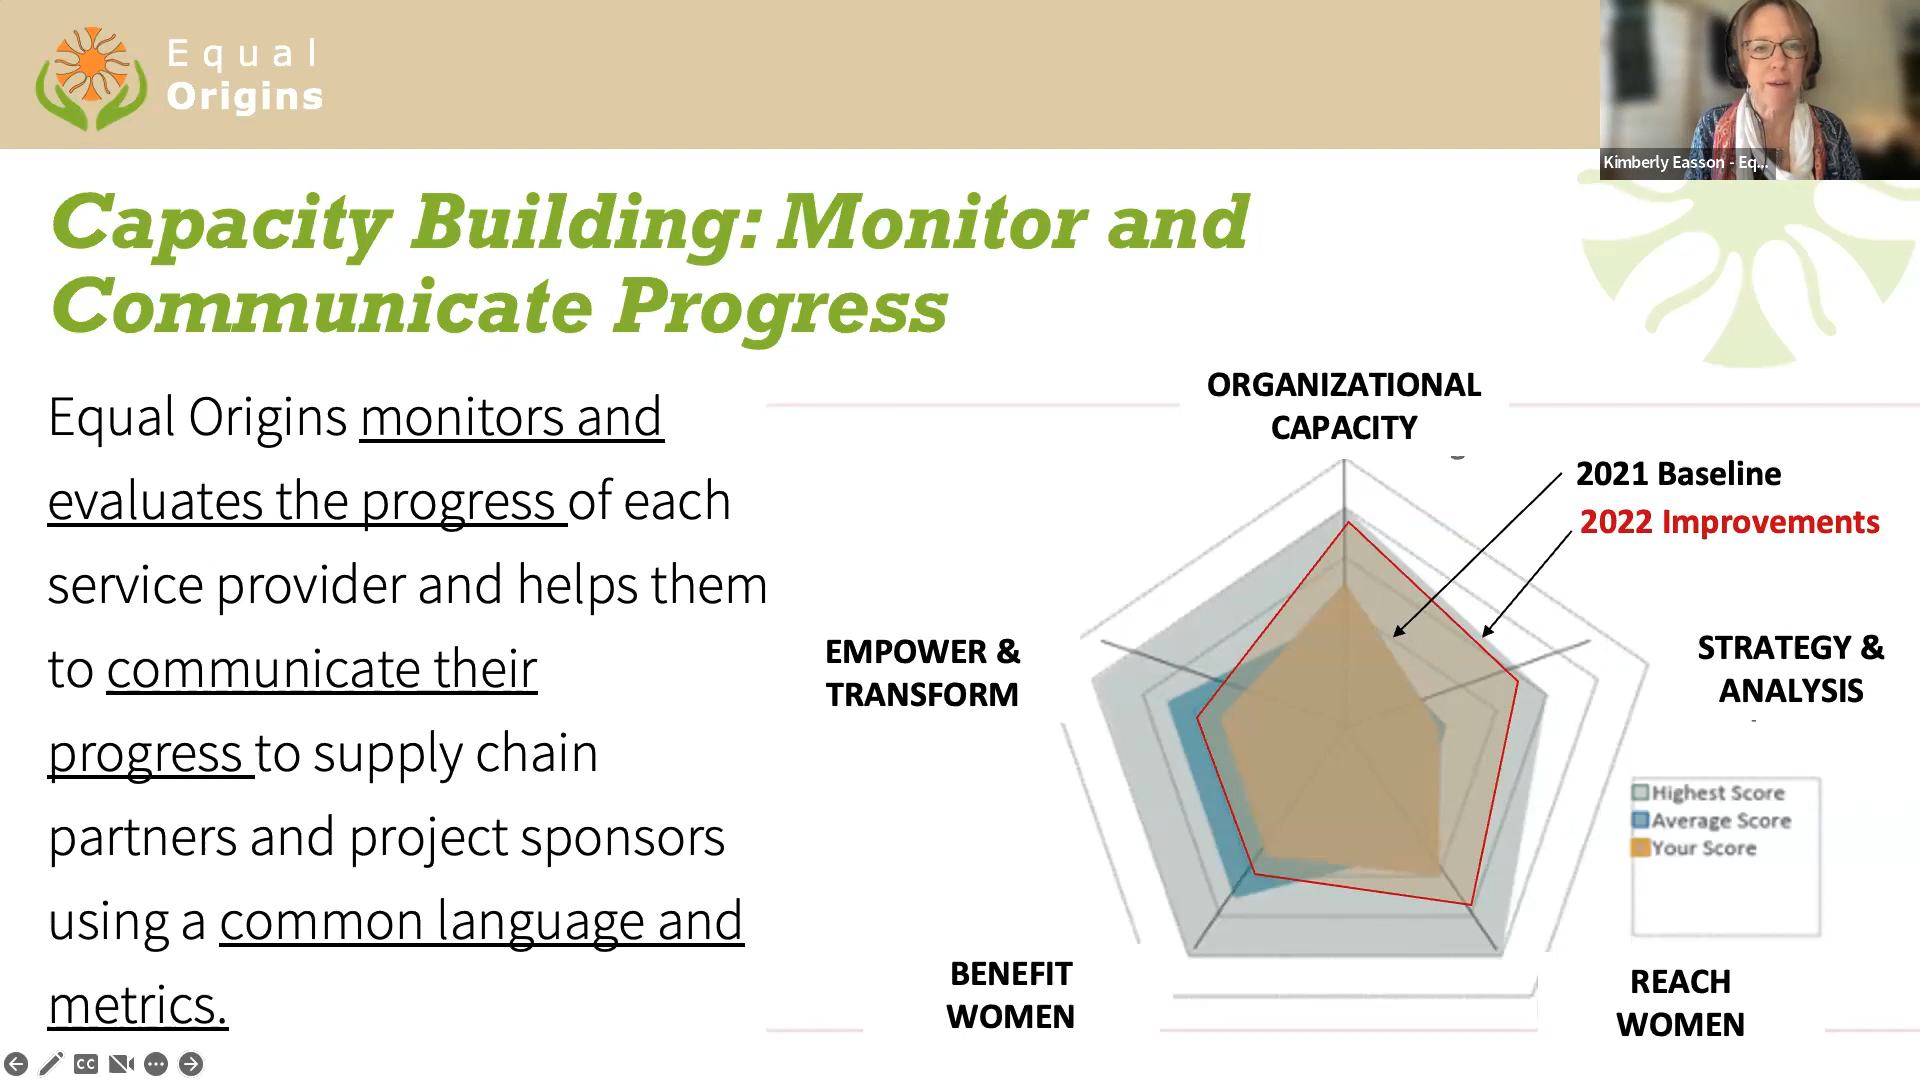 Equal
Origins
Kimberly Easson - Eq...
Capacity Building: Monitor and
Communicate Progress
Equal Origins monitors and
evaluates the progress of each
service provider and helps them
to communicate their
progress to supply chain
partners and project sponsors
using a common language and
metrics.
ORGANIZATIONAL
CAPACITY
2021 Baseline
2022 Improvements
EMPOWER &
TRANSFORM
STRATEGY &
ANALYSIS
Highest Score
Average Score
Your Score
BENEFIT
WOMEN
REACH
WOMEN
CC